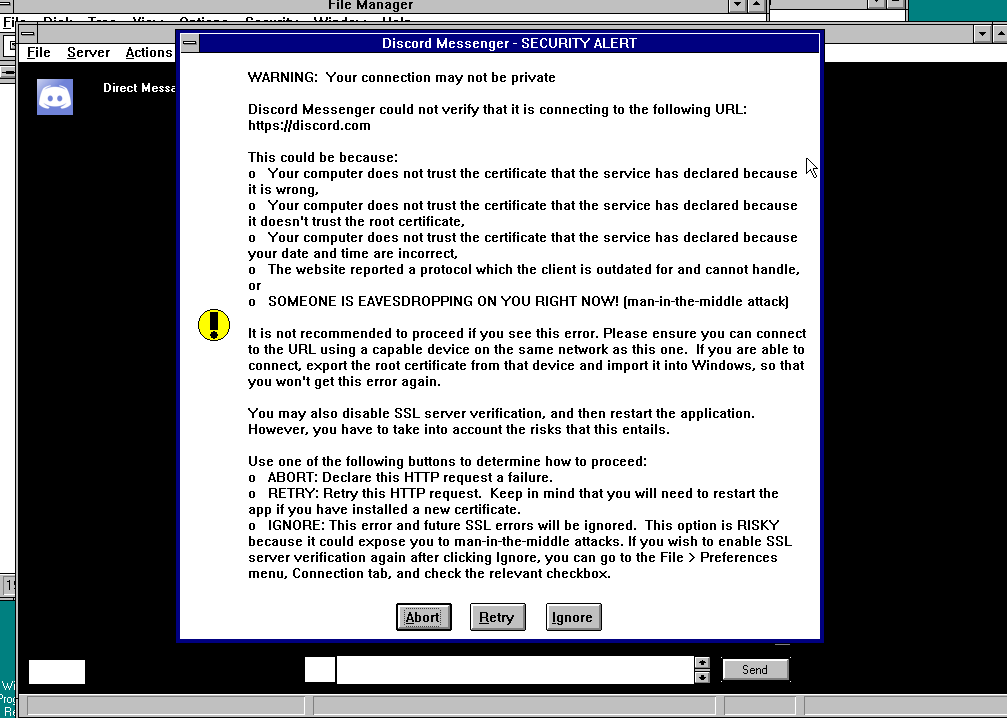 File Manager
File Disk Tree View Options Security Window Help
File Server Actions
Discord Messenger - SECURITY ALERT
Direct Messa
WARNING: Your connection may not be private
Discord Messenger could not verify that it is connecting to the following URL:
https://discord.com
This could be because:
o Your computer does not trust the certificate that the service has declared because
it is wrong,
o Your computer does not trust the certificate that the service has declared because
it doesn't trust the root certificate,
o Your computer does not trust the certificate that the service has declared because
your date and time are incorrect,
o The website reported a protocol which the client is outdated for and cannot handle,
or
o SOMEONE IS EAVESDROPPING ON YOU RIGHT NOW! (man-in-the-middle attack)
It is not recommended to proceed if you see this error. Please ensure you can connect
to the URL using a capable device on the same network as this one. If you are able to
connect, export the root certificate from that device and import it into Windows, so that
you won't get this error again.
You may also disable SSL server verification, and then restart the application.
However, you have to take into account the risks that this entails.
Use one of the following buttons to determine how to proceed:
o ABORT: Declare this HTTP request a failure.
o RETRY: Retry this HTTP request. Keep in mind that you will need to restart the
app if you have installed a new certificate.
o IGNORE: This error and future SSL errors will be ignored. This option is RISKY
because it could expose you to man-in-the-middle attacks. If you wish to enable SSL
server verification again after clicking Ignore, you can go to the File > Preferences
menu, Connection tab, and check the relevant checkbox.
Abort Retry Ignore
Send